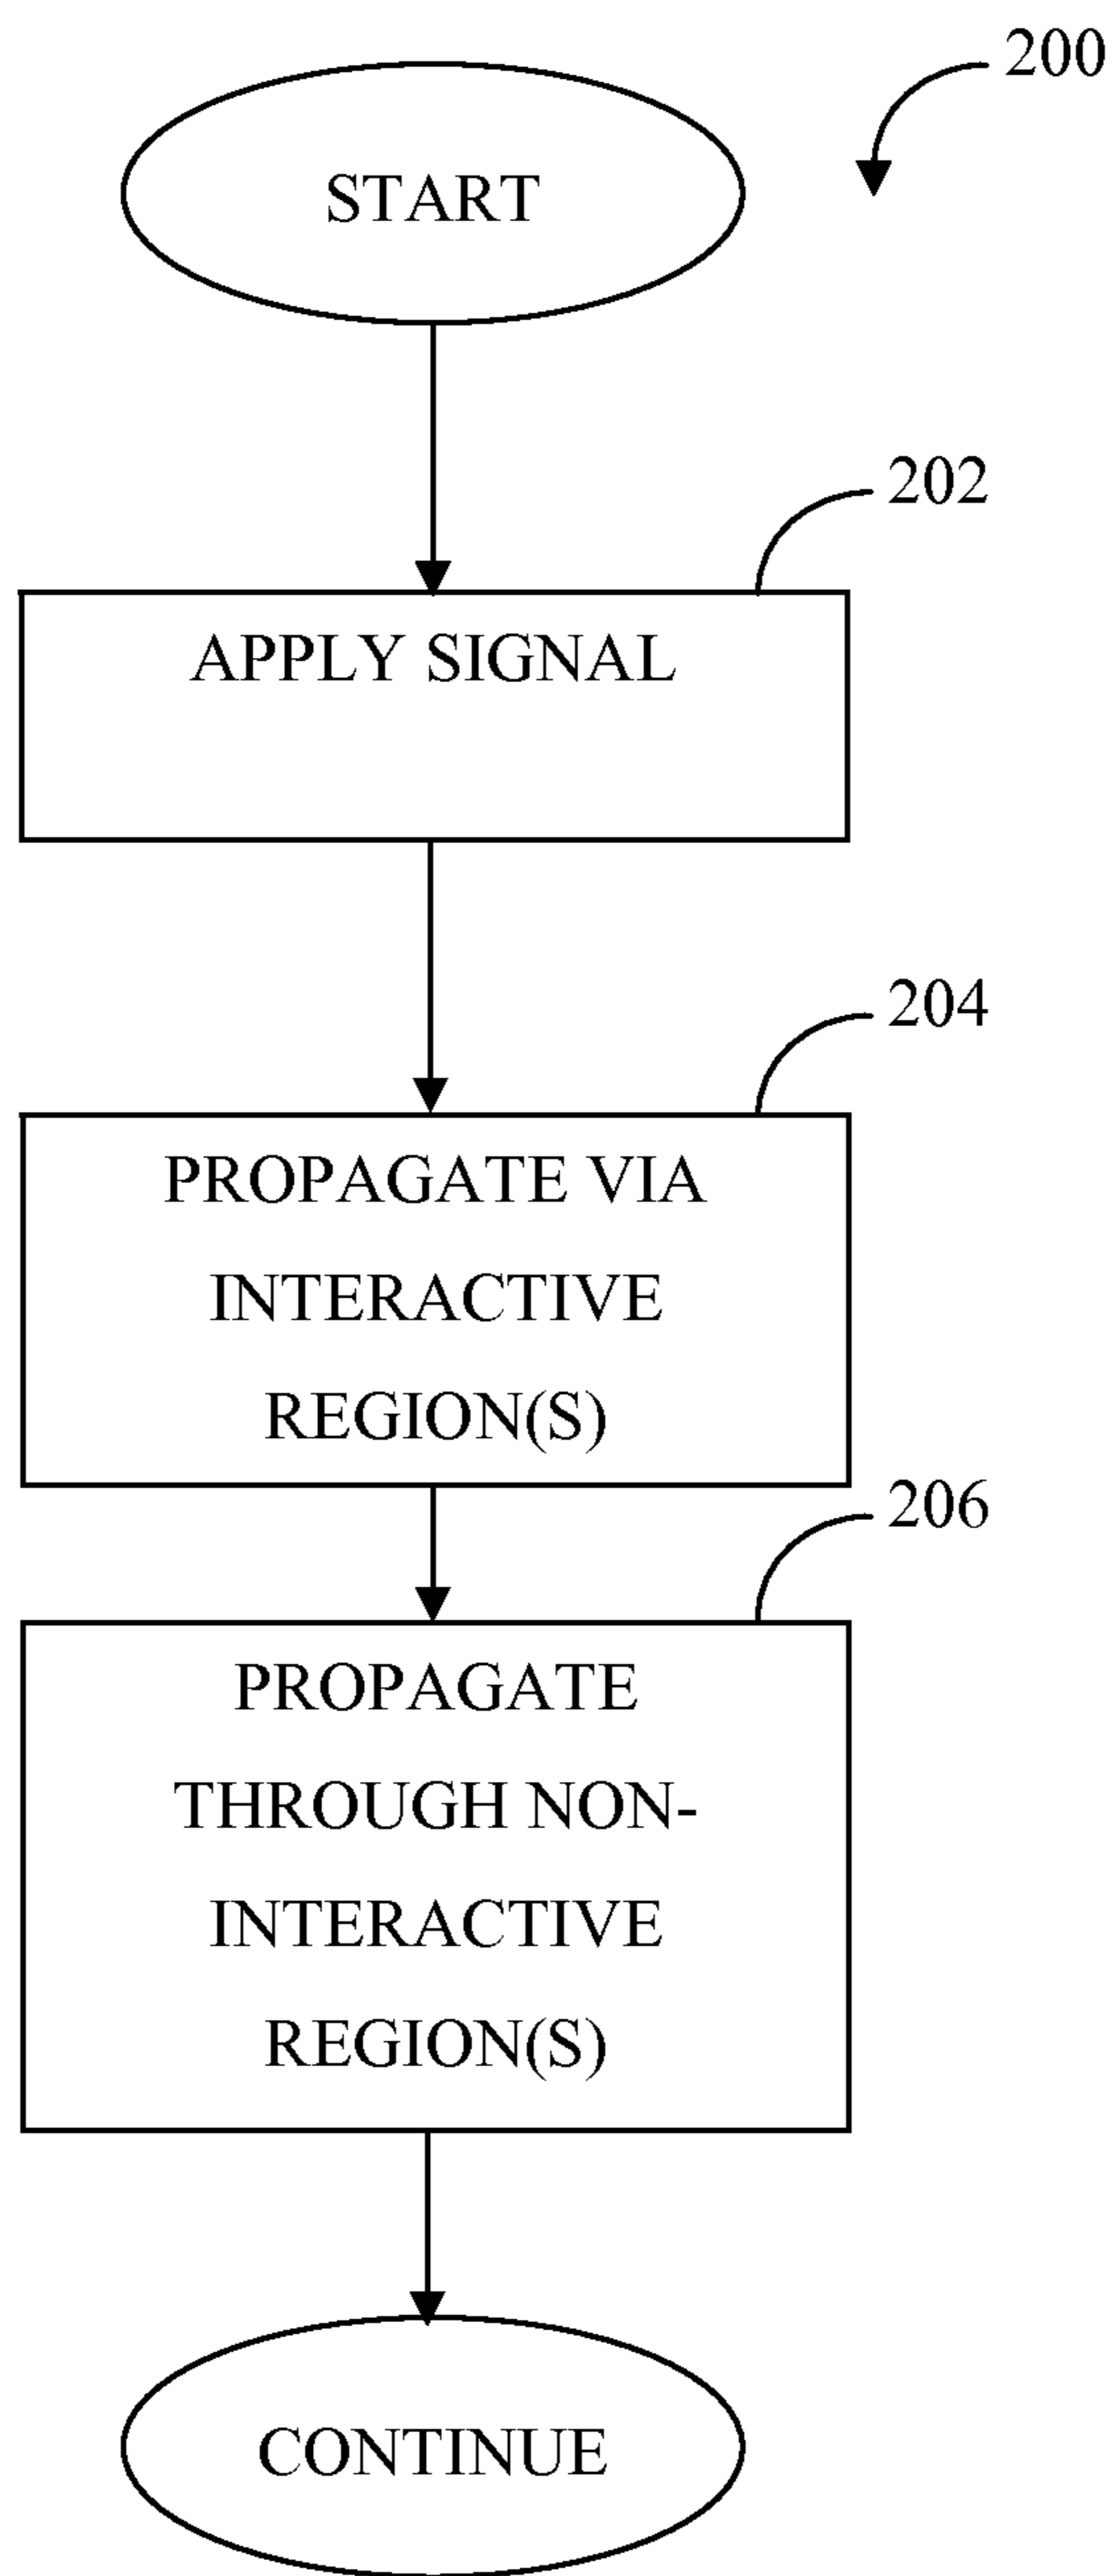 200
START
202
APPLY SIGNAL
204
PROPAGATE VIA
INTERACTIVE
REGION(S)
206
PROPAGATE
THROUGH NON-
INTERACTIVE
REGION(S)
CONTINUE